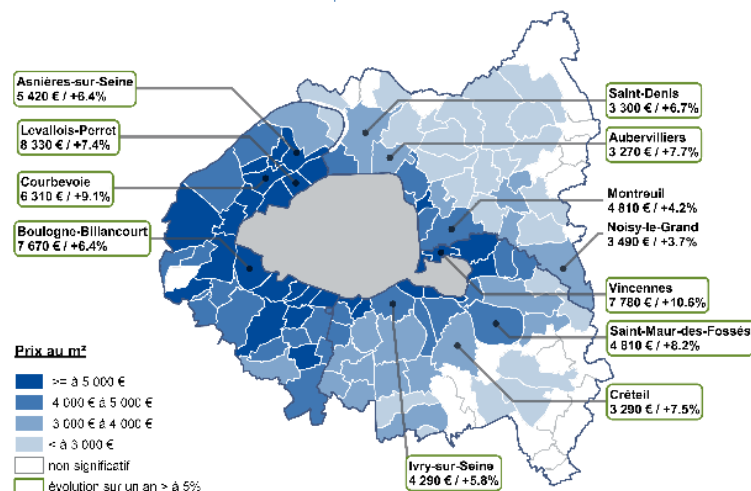 Asnières-sur-Seine
5 420 € / +6.4%
Levallois-Perret
8 330 € / +7.4%
Courbevoie
6 310 € / +9.1%
Boulogne-Billancourt
7 670 € / +6.4%
Saint-Denis
3 300 € / +6.7%
Aubervilliers
3 270 € / +7.7%
Montreuil
4 810 € / +4.2%
Noisy-le-Grand
3 490 € / +3.7%
Vincennes
7 780 € / +10.6%
Saint-Maur-des-Fossés
4 810 € / +8.2%
Créteil
3 290 € / +7.5%
Ivry-sur-Seine
4 290 € / +5.8%
Prix au m²
>= à 5 000 €
4 000 € à 5 000 €
3 000 € à 4 000 €
< à 3 000 €
non significatif
évolution sur un an > à 5%